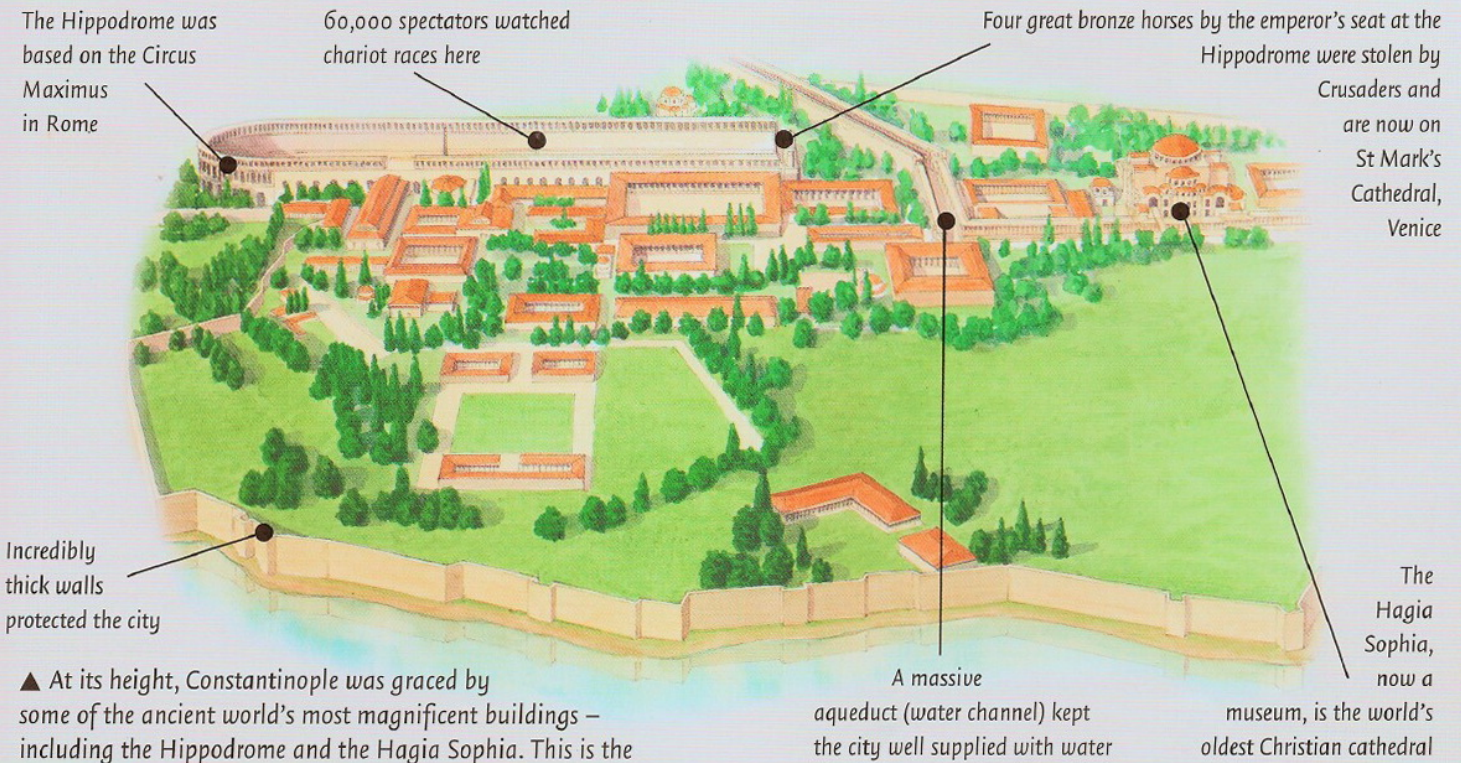 The Hippodrome was
based on the Circus
Maximus
in Rome
60,000 spectators watched
chariot races here
Four great bronze horses by the emperor's seat at the
Hippodrome were stolen by
Crusaders and
are now on
St Mark's
Cathedral,
Venice
Incredibly
thick walls
protected the city
▲ At its height, Constantinople was graced by
some of the ancient world's most magnificent buildings –
including the Hippodrome and the Hagia Sophia. This is the
A massive
aqueduct (water channel) kept
the city well supplied with water
The
Hagia
Sophia,
now a
museum, is the world's
oldest Christian cathedral